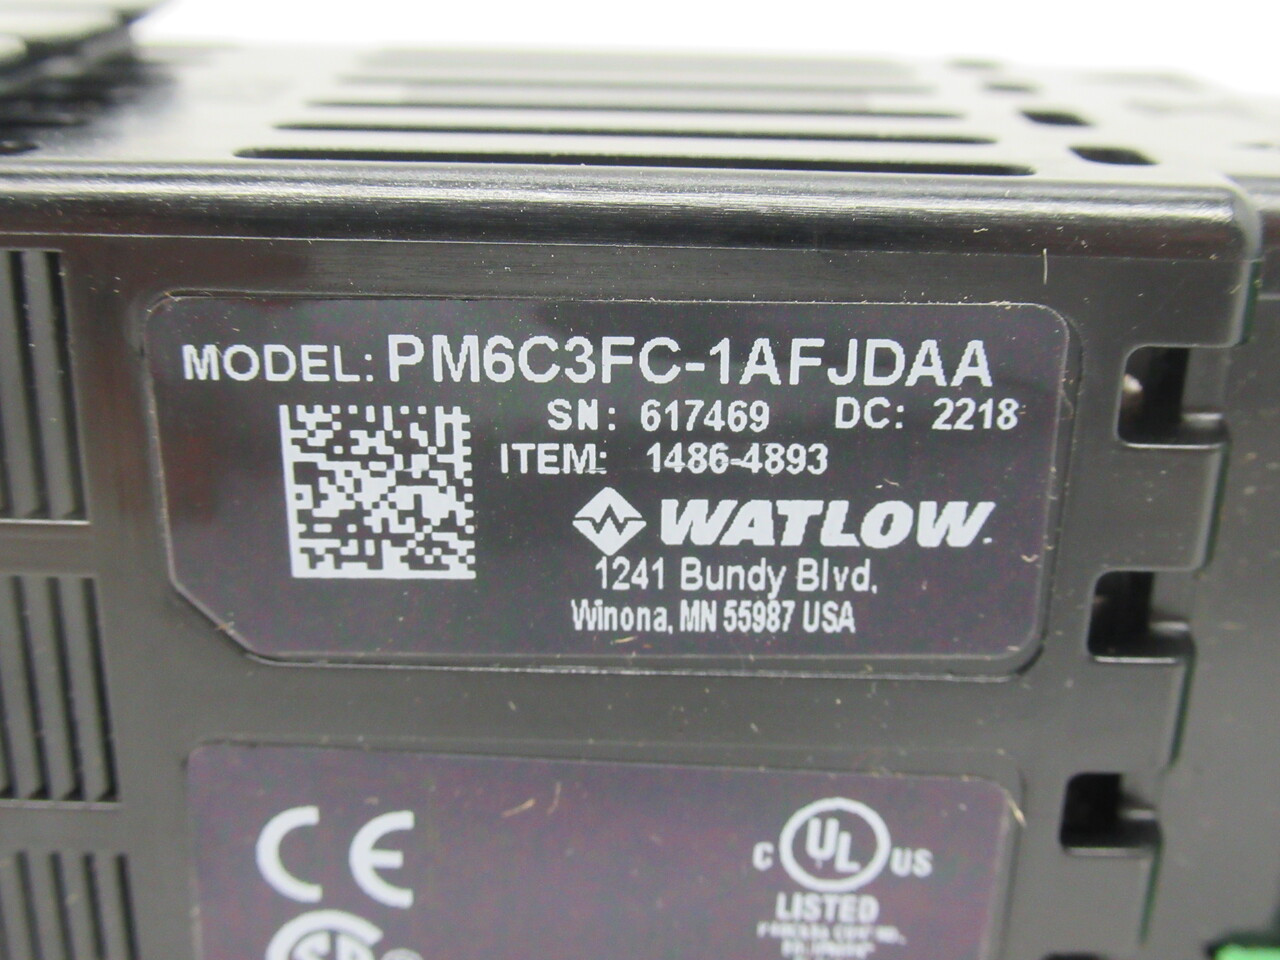 MODEL: PM6C3FC-1AFJDAA
SN: 617469 DC: 2218
ITEM: 1486-4893
WATLOW.
1241 Bundy Blvd,
Winona, MN 55987 USA
CE
C UL US
LISTED